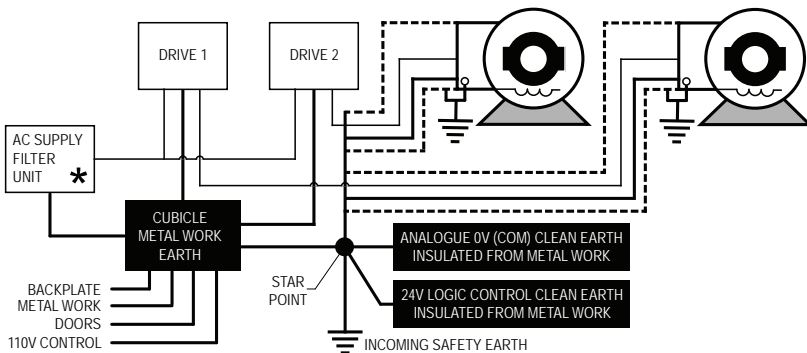 DRIVE 1
DRIVE 2
AC SUPPLY
FILTER
UNIT *
CUBICLE
METAL WORK
EARTH
ANALOGUE 0V (COM) CLEAN EARTH
INSULATED FROM METAL WORK
STAR
POINT
24V LOGIC CONTROL CLEAN EARTH
INSULATED FROM METAL WORK
BACKPLATE
METAL WORK
DOORS
110V CONTROL
INCOMING SAFETY EARTH